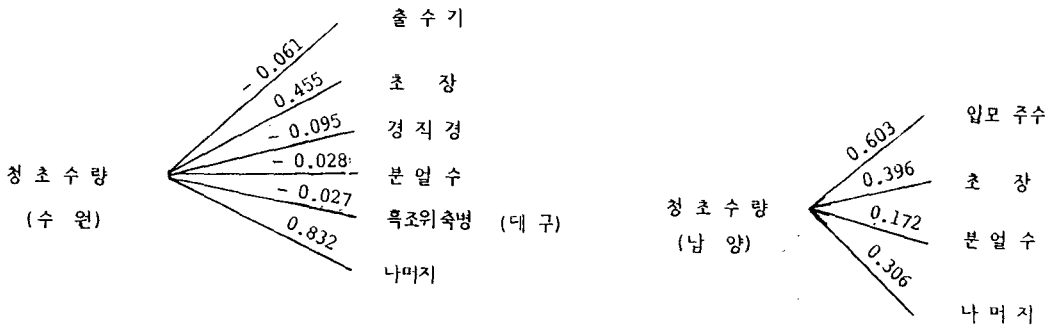 출 수 기
- 0.061
초 장
0.455
경 직 경
- 0.095
분 얼 수
- 0.028
흑조위축병 (대 구)
- 0.027
나머지
0.832
청 초 수 량
(수 원)
입모 주수
0.603
초 장
0.396
분 얼 수
0.172
나 머 지
0.306
청 초 수 량
(남 양)